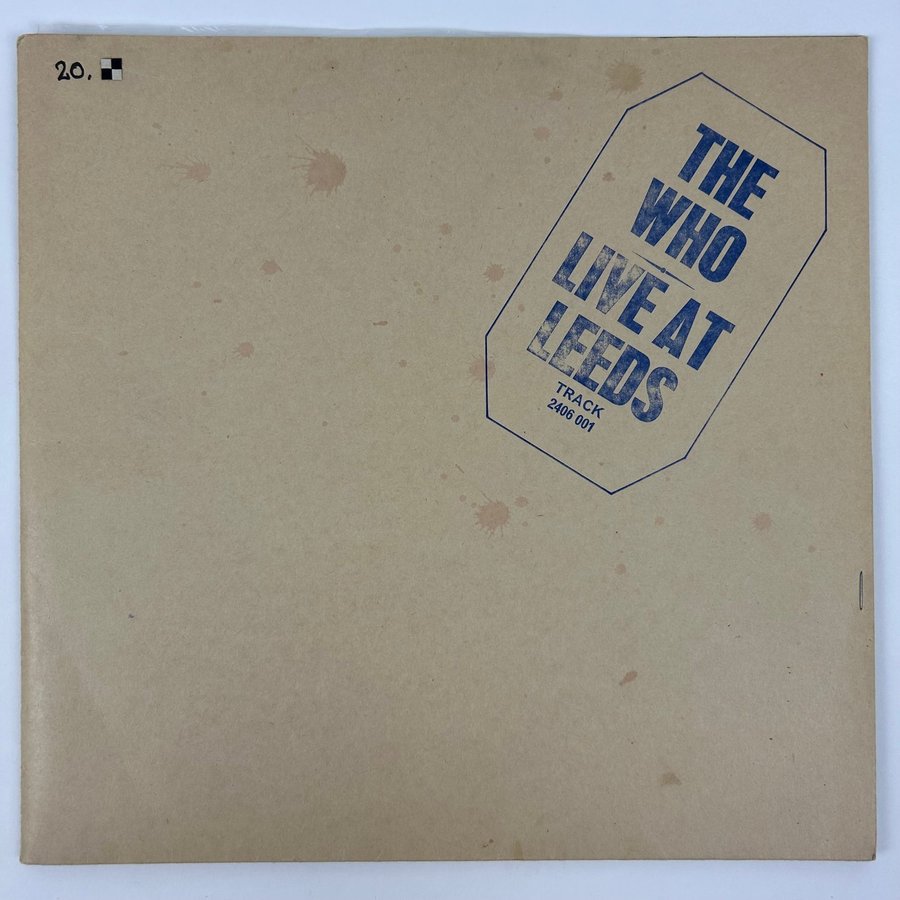 20.
THE
WHO
LIVE AT
LEEDS
TRACK
2406 001